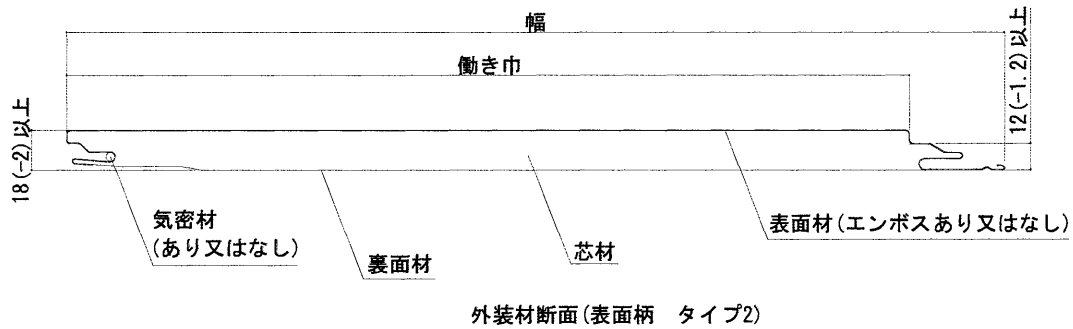 幅
働き巾
18(-2)以上
12(-1.2)以上
気密材
(あり又はなし)
裏面材
芯材
表面材(エンボスあり又はなし)
外装材断面(表面柄　タイプ2)